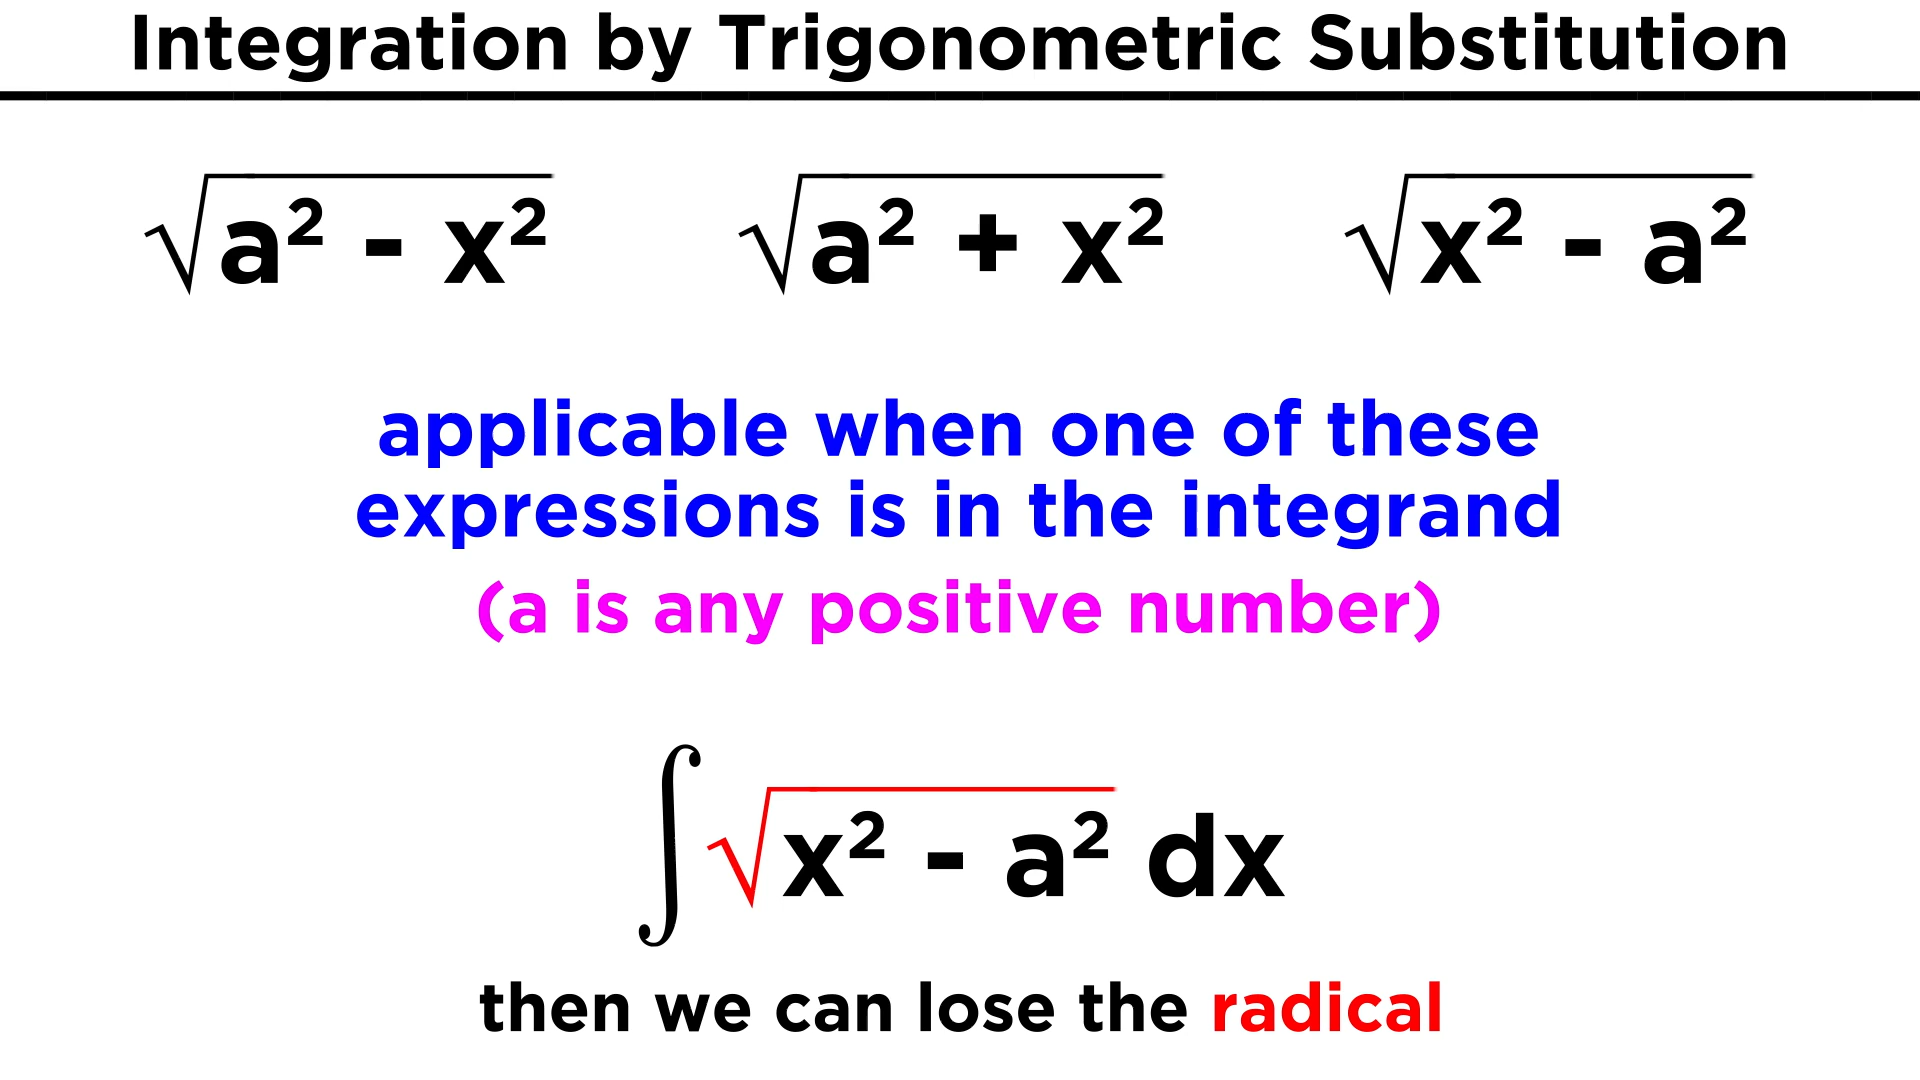 Integration by Trigonometric Substitution
√a² - x² √a² + x² √x² - a²
applicable when one of these
expressions is in the integrand
(a is any positive number)
∫√x² - a² dx
then we can lose the radical